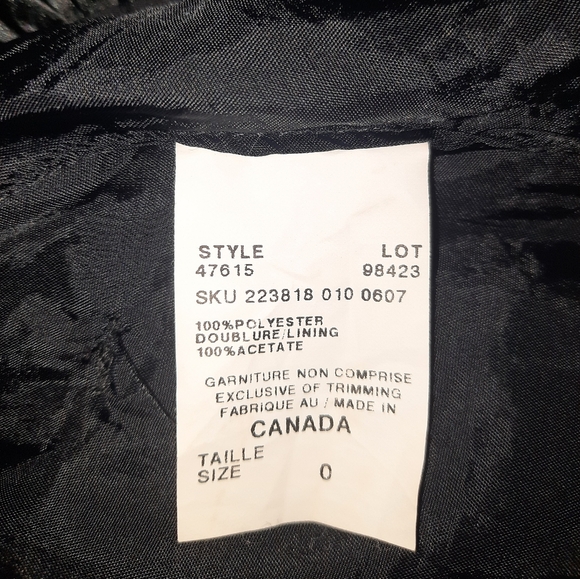 STYLE LOT
47615 98423
SKU 223818 010 0607
100%POLYESTER
DOUBLURE/LINING
100%ACETATE
GARNITURE NON COMPRISE
EXCLUSIVE OF TRIMMING
FABRIQUE AU / MADE IN
CANADA
TAILLE
SIZE 0